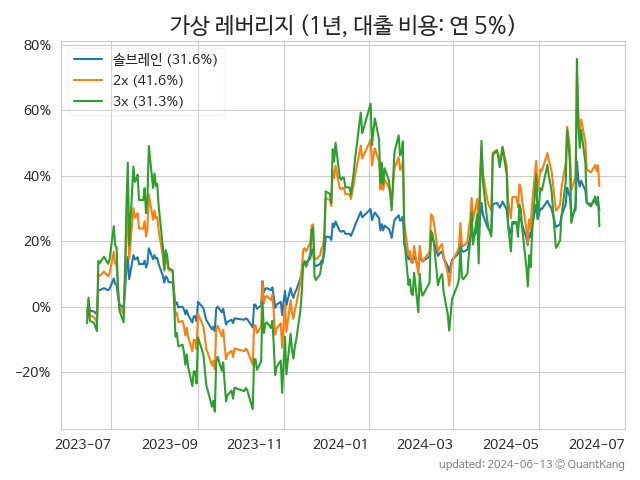 가상 레버리지 (1년, 대출 비용: 연 5%)
솔브레인 (31.6%)
2x (41.6%)
3x (31.3%)
80%
60%
40%
20%
0%
−20%
2023-07 2023-09 2023-11 2024-01 2024-03 2024-05 2024-07
updated: 2024-06-13 © QuantKang